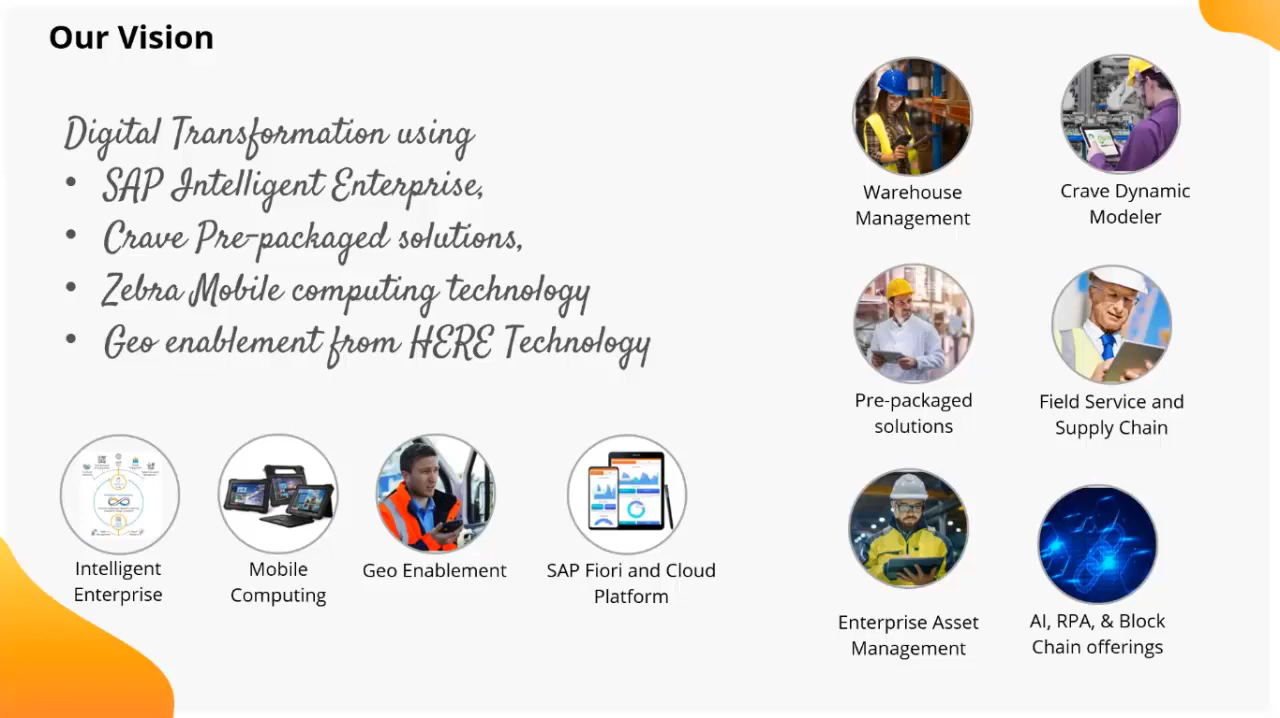 Our Vision
Digital Transformation using
• SAP Intelligent Enterprise,
• Crave Pre-packaged solutions,
• Zebra Mobile computing technology
• Geo enablement from HERE Technology
Intelligent
Enterprise
Mobile
Computing
Geo Enablement
SAP Fiori and Cloud
Platform
Warehouse
Management
Crave Dynamic
Modeler
Pre-packaged
solutions
Field Service and
Supply Chain
Enterprise Asset
Management
AI, RPA, & Block
Chain offerings